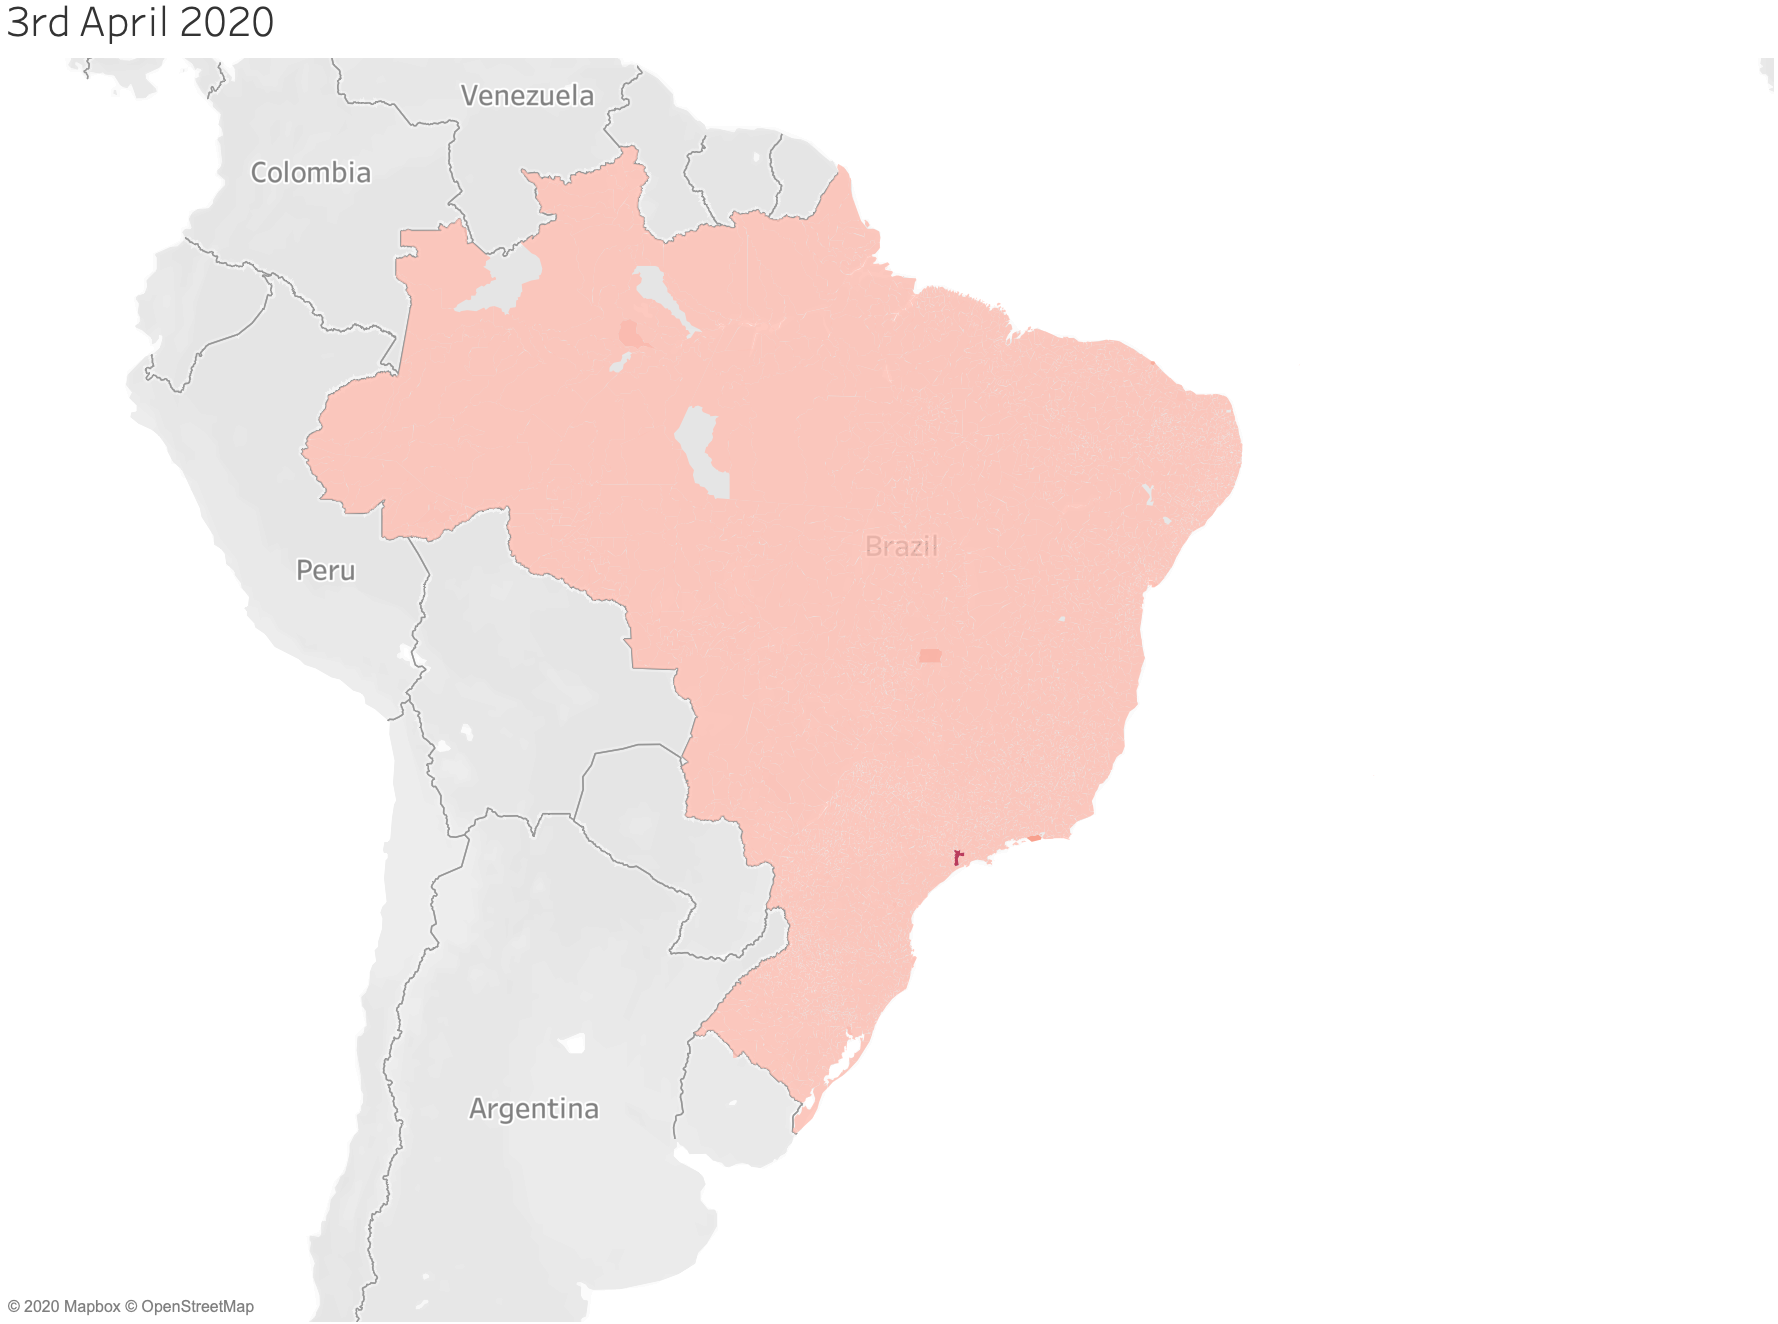 3rd April 2020
Venezuela
Colombia
Brazil
Peru
Argentina
© 2020 Mapbox © OpenStreetMap